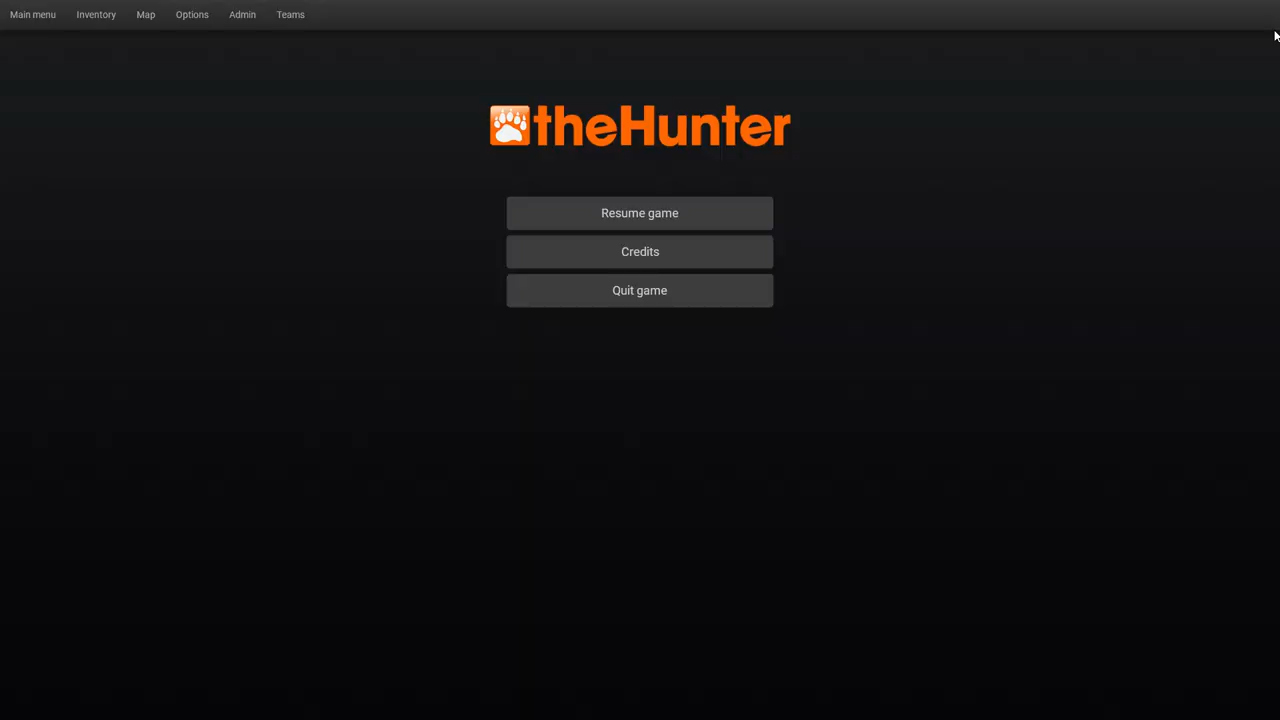 Main menu Inventory Map Options Admin Teams
theHunter
Resume game
Credits
Quit game